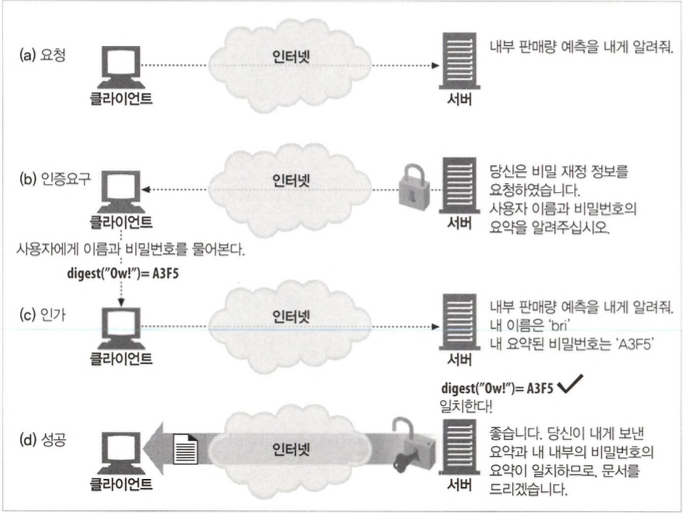 (a) 요청
인터넷
내부 판매량 예측을 내게 알려줘.
클라이언트
서버
(b) 인증요구
인터넷
당신은 비밀 재정 정보를
요청하였습니다.
사용자 이름과 비밀번호의
요약을 알려주십시오.
클라이언트
서버
사용자에게 이름과 비밀번호를 물어본다.
digest("Ow!")= A3F5
(c) 인가
인터넷
내부 판매량 예측을 내게 알려줘.
내 이름은 'bri'
내 요약된 비밀번호는 'A3F5'
클라이언트
서버
digest("Ow!")= A3F5
일치한다!
(d) 성공
인터넷
좋습니다. 당신이 내게 보낸
요약과 내 내부의 비밀번호의
요약이 일치하므로, 문서를
드리겠습니다.
클라이언트
서버